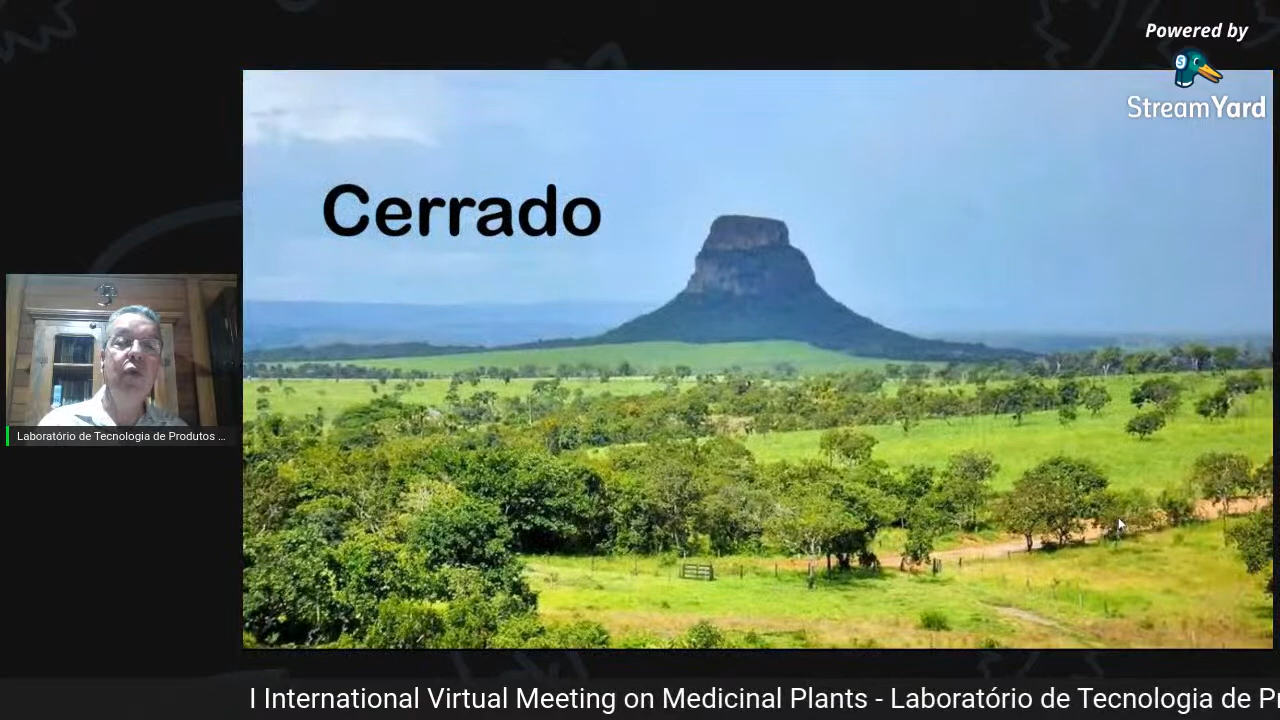 Powered by
StreamYard
Cerrado
Laboratório de Tecnologia de Produtos ...
I International Virtual Meeting on Medicinal Plants - Laboratório de Tecnologia de Pr